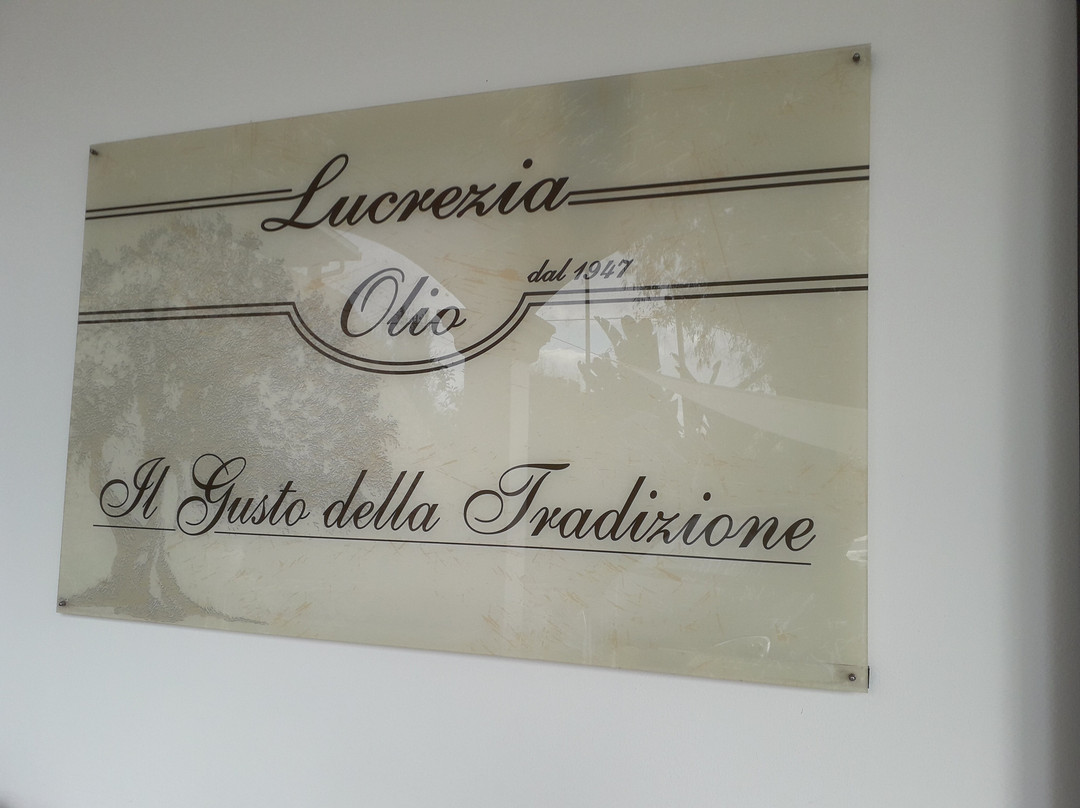 Lucrezia
Olio dal 1947
Il Gusto della Tradizione